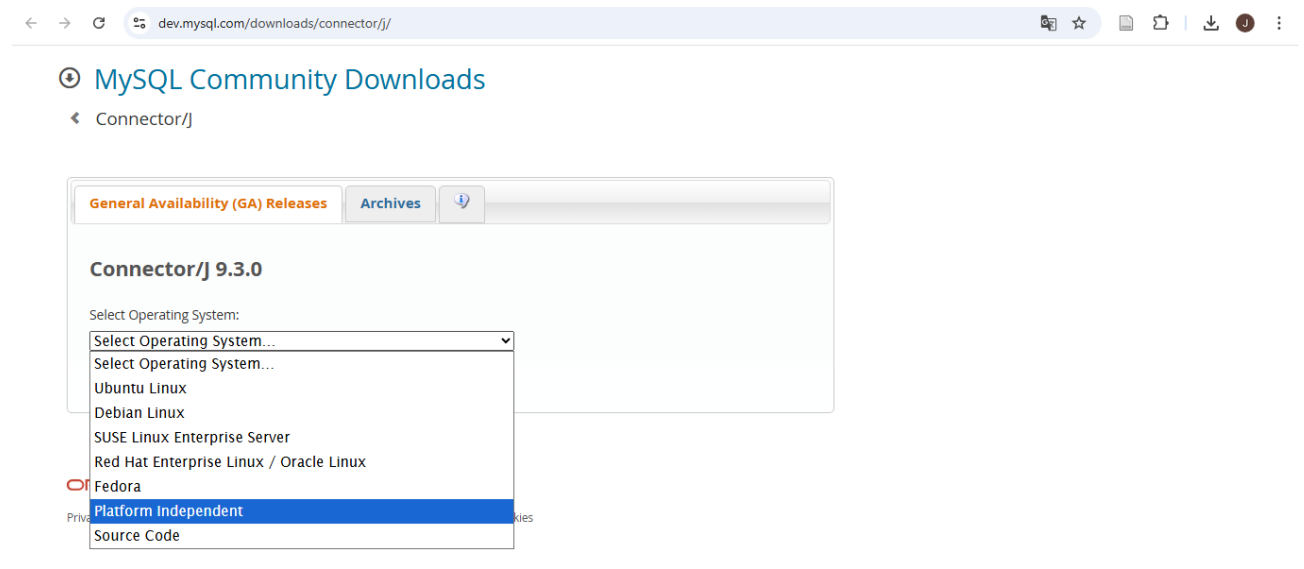 dev.mysql.com/downloads/connector/j/
J
MySQL Community Downloads
Connector/J
General Availability (GA) Releases
Archives
Connector/J 9.3.0
Select Operating System:
Select Operating System...
Select Operating System...
Ubuntu Linux
Debian Linux
SUSE Linux Enterprise Server
Red Hat Enterprise Linux / Oracle Linux
Fedora
Platform Independent
Source Code